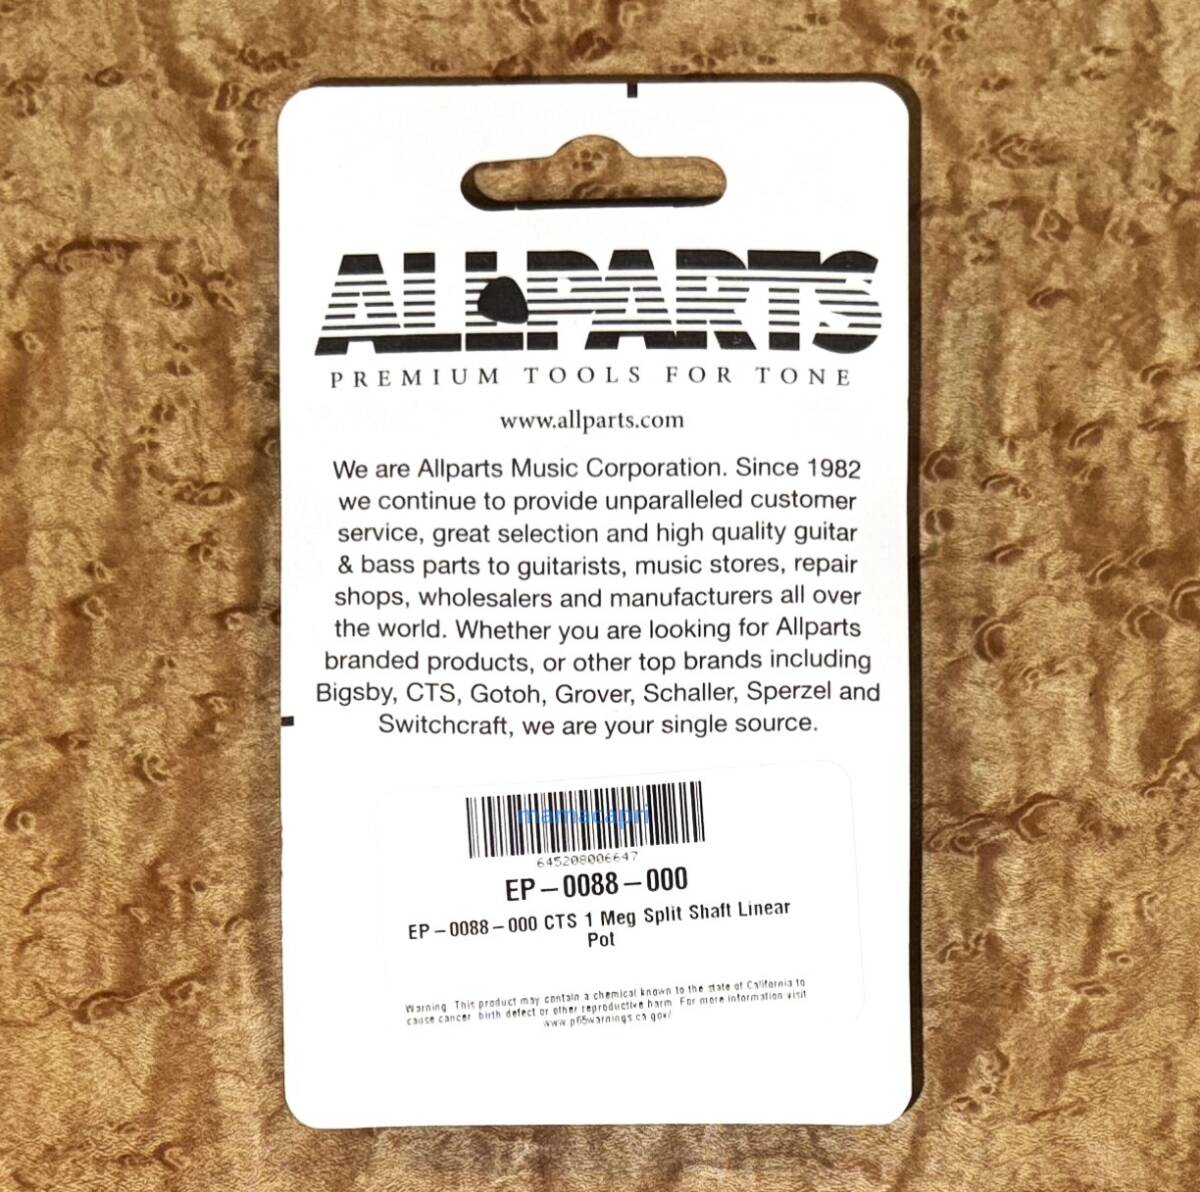 ALLPARTS
PREMIUM TOOLS FOR TONE
www.allparts.com
We are Allparts Music Corporation. Since 1982
we continue to provide unparalleled customer
service, great selection and high quality guitar
& bass parts to guitarists, music stores, repair
shops, wholesalers and manufacturers all over
the world. Whether you are looking for Allparts
branded products, or other top brands including
Bigsby, CTS, Gotoh, Grover, Schaller, Sperzel and
Switchcraft, we are your single source.
mamacapri
645208006647
EP-0088-000
EP-0088-000 CTS 1 Meg Split Shaft Linear
Pot
Warning This product may contain a chemical known to the state of California to
cause cancer birth defect or other reproductive harm For more information visit
www.p65warnings.ca.gov/